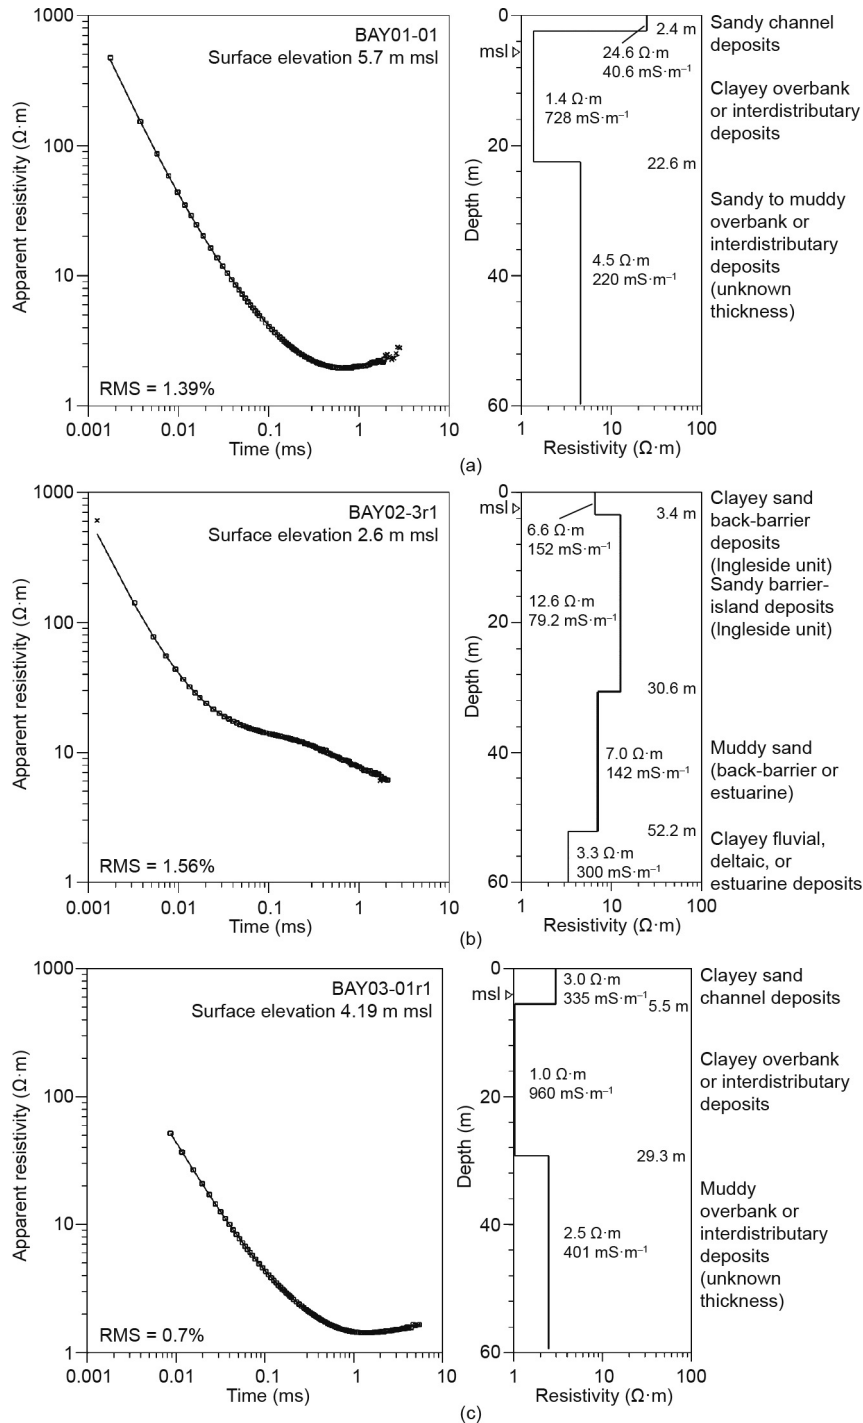 1000
100
10
1
Apparent resistivity (Ω·m)
BAY01-01
Surface elevation 5.7 m msl
RMS = 1.39%
0.001
0.01
0.1
1
10
Time (ms)
0
20
40
60
Depth (m)
msl
2.4 m
24.6 Ω·m
40.6 mS·m⁻¹
1.4 Ω·m
728 mS·m⁻¹
22.6 m
4.5 Ω·m
220 mS·m⁻¹
1
10
100
Resistivity (Ω·m)
Sandy channel
deposits
Clayey overbank
or interdistributary
deposits
Sandy to muddy
overbank or
interdistributary
deposits
(unknown
thickness)
(a)
1000
100
10
1
Apparent resistivity (Ω·m)
BAY02-3r1
Surface elevation 2.6 m msl
RMS = 1.56%
0.001
0.01
0.1
1
10
Time (ms)
0
20
40
60
Depth (m)
msl
3.4 m
6.6 Ω·m
152 mS·m⁻¹
12.6 Ω·m
79.2 mS·m⁻¹
30.6 m
7.0 Ω·m
142 mS·m⁻¹
52.2 m
3.3 Ω·m
300 mS·m⁻¹
1
10
100
Resistivity (Ω·m)
Clayey sand
back-barrier
deposits
(Ingleside unit)
Sandy barrier-
island deposits
(Ingleside unit)
Muddy sand
(back-barrier or
estuarine)
Clayey fluvial,
deltaic, or
estuarine deposits
(b)
1000
100
10
1
Apparent resistivity (Ω·m)
BAY03-01r1
Surface elevation 4.19 m msl
RMS = 0.7%
0.001
0.01
0.1
1
10
Time (ms)
0
20
40
60
Depth (m)
msl
3.0 Ω·m
335 mS·m⁻¹
5.5 m
1.0 Ω·m
960 mS·m⁻¹
29.3 m
2.5 Ω·m
401 mS·m⁻¹
1
10
100
Resistivity (Ω·m)
Clayey sand
channel deposits
Clayey overbank
or interdistributary
deposits
Muddy
overbank or
interdistributary
deposits
(unknown
thickness)
(c)